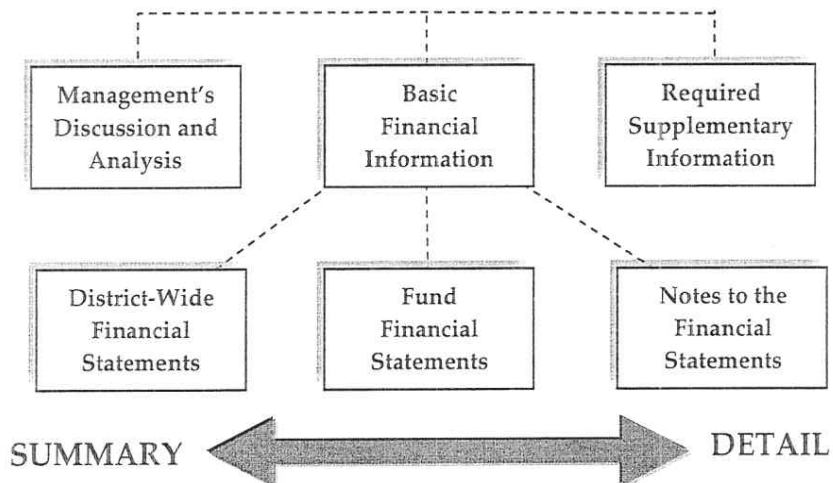 Management's
Discussion and
Analysis
Basic
Financial
Information
Required
Supplementary
Information
District-Wide
Financial
Statements
Fund
Financial
Statements
Notes to the
Financial
Statements
SUMMARY
DETAIL